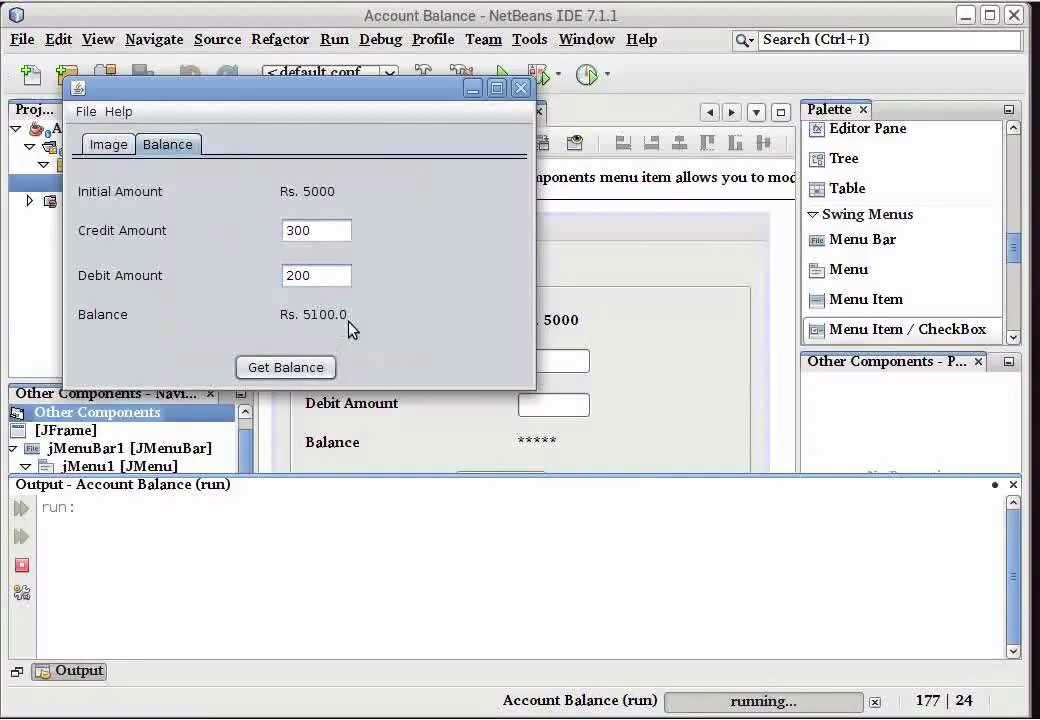 Account Balance - NetBeans IDE 7.1.1
File Edit View Navigate Source Refactor Run Debug Profile Team Tools Window Help
Search (Ctrl+I)
<default conf...
Proj...
File Help
Image Balance
Initial Amount Rs. 5000
Credit Amount 300
Debit Amount 200
Balance Rs. 5100.0
Get Balance
mponents menu item allows you to mod
. 5000
Debit Amount
Balance *****
Palette
Editor Pane
Tree
Table
Swing Menus
Menu Bar
Menu
Menu Item
Menu Item / CheckBox
Other Components - P...
Other Components - Navi...
Other Components
[JFrame]
jMenuBar1 [JMenuBar]
jMenu1 [JMenu]
Output - Account Balance (run)
run:
Output
Account Balance (run) running... 177 | 24